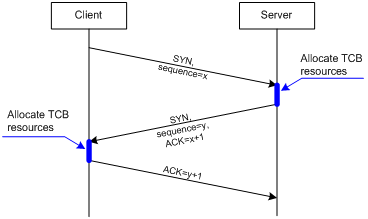 Client
Server
SYN,
sequence=x
Allocate TCB
resources
SYN,
sequence=y,
ACK=x+1
Allocate TCB
resources
ACK=y+1